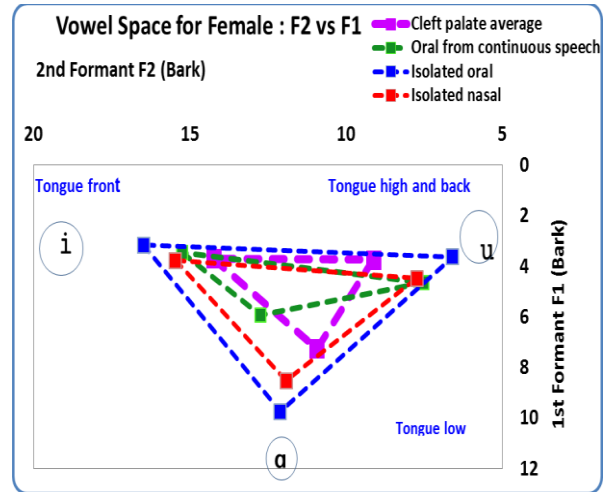 Vowel Space for Female : F2 vs F1
Cleft palate average
Oral from continuous speech
Isolated oral
Isolated nasal
2nd Formant F2 (Bark)
20 15 10 5
0
2
4
6
8
10
12
1st Formant F1 (Bark)
Tongue front
Tongue high and back
i
u
Tongue low
a